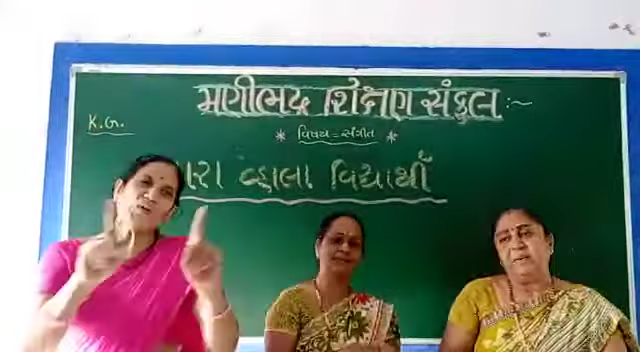 મણીભદ્ર શિક્ષણ સંકુલ :~
K.G.
* વિષય = સંગીત *
મારા વ્હાલા વિદ્યાર્થી